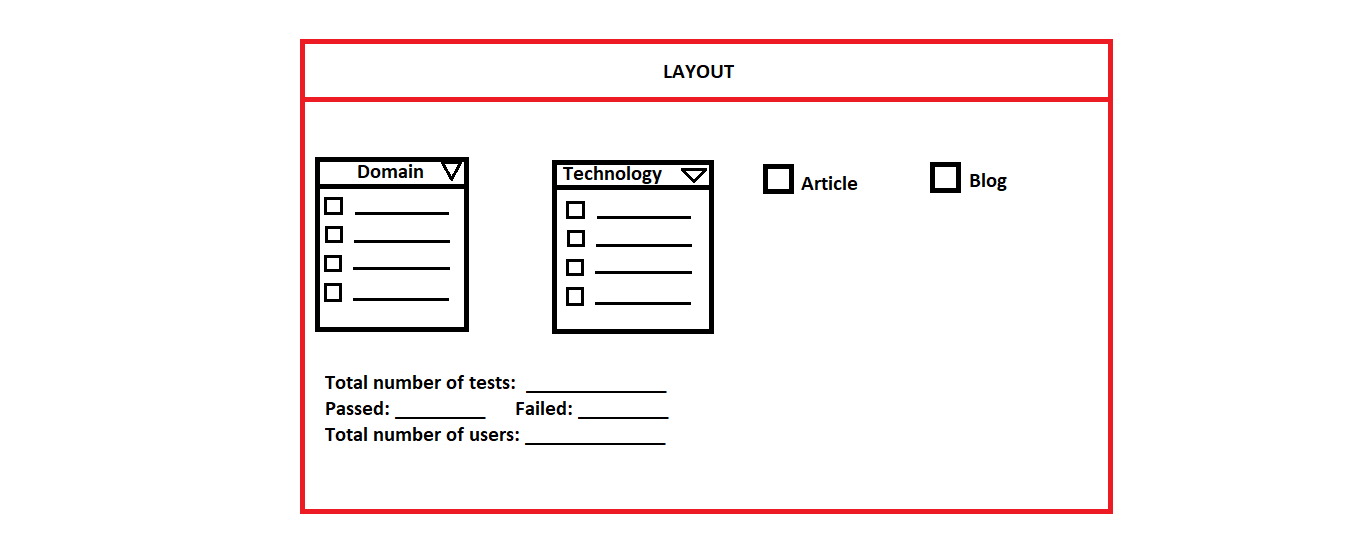 LAYOUT
Domain
Technology
Article
Blog
Total number of tests: ______________
Passed: _________ Failed: _________
Total number of users: ______________